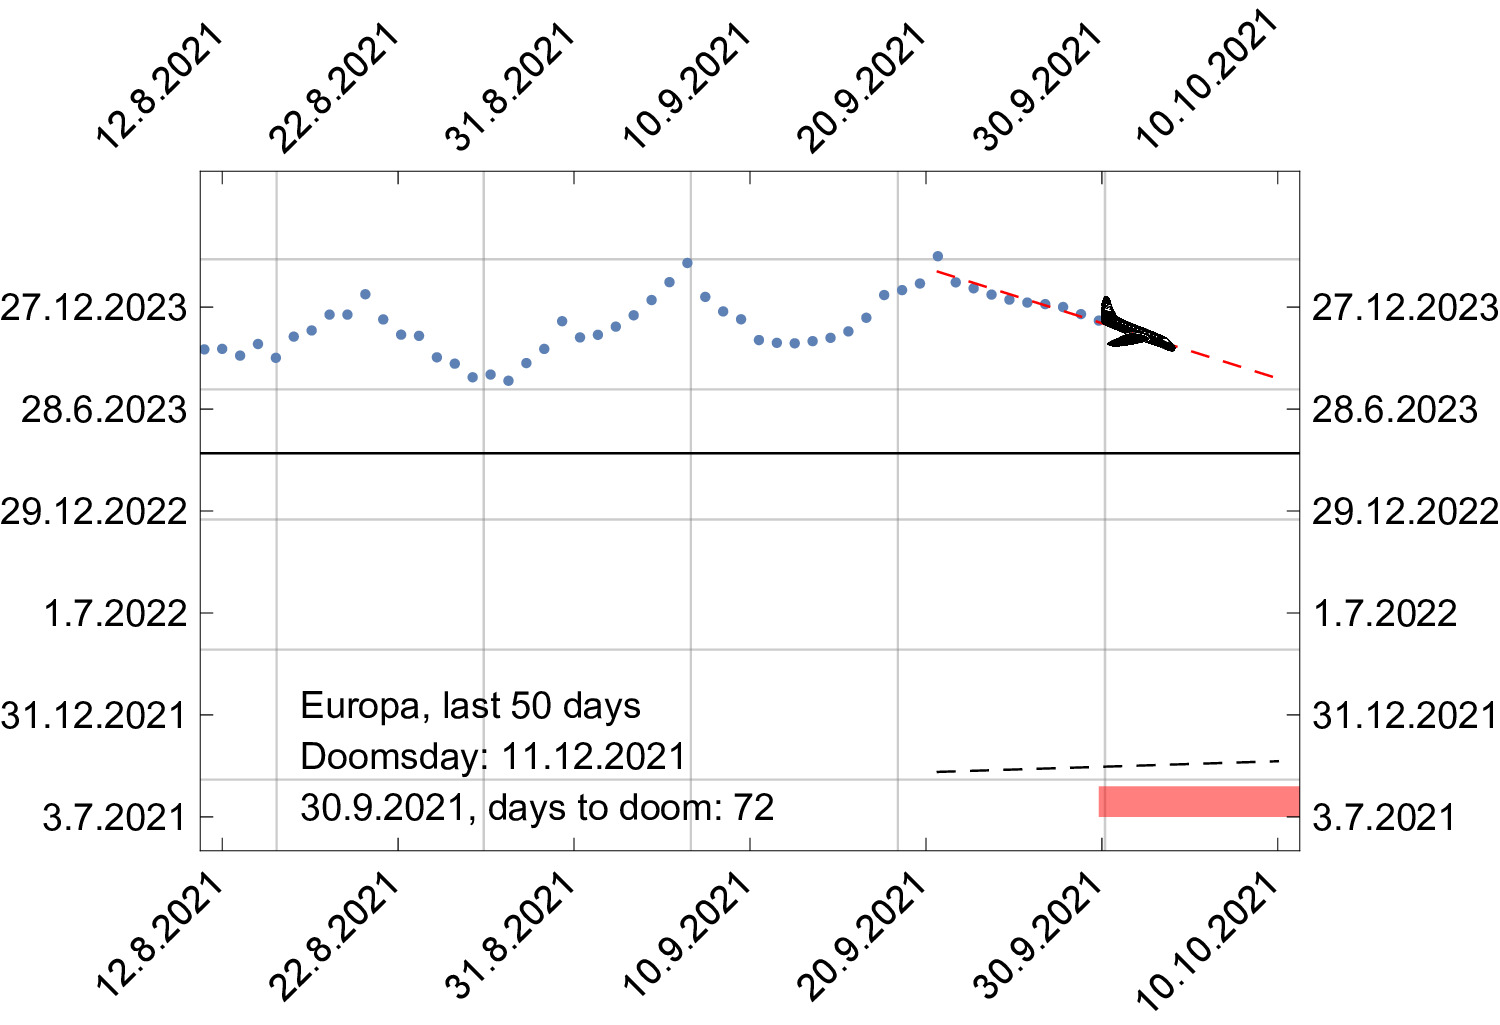 12.8.2021 22.8.2021 31.8.2021 10.9.2021 20.9.2021 30.9.2021 10.10.2021
27.12.2023 27.12.2023
28.6.2023 28.6.2023
29.12.2022 29.12.2022
1.7.2022 1.7.2022
Europa, last 50 days
31.12.2021 31.12.2021
Doomsday: 11.12.2021
30.9.2021, days to doom: 72
3.7.2021 3.7.2021
12.8.2021 22.8.2021 31.8.2021 10.9.2021 20.9.2021 30.9.2021 10.10.2021